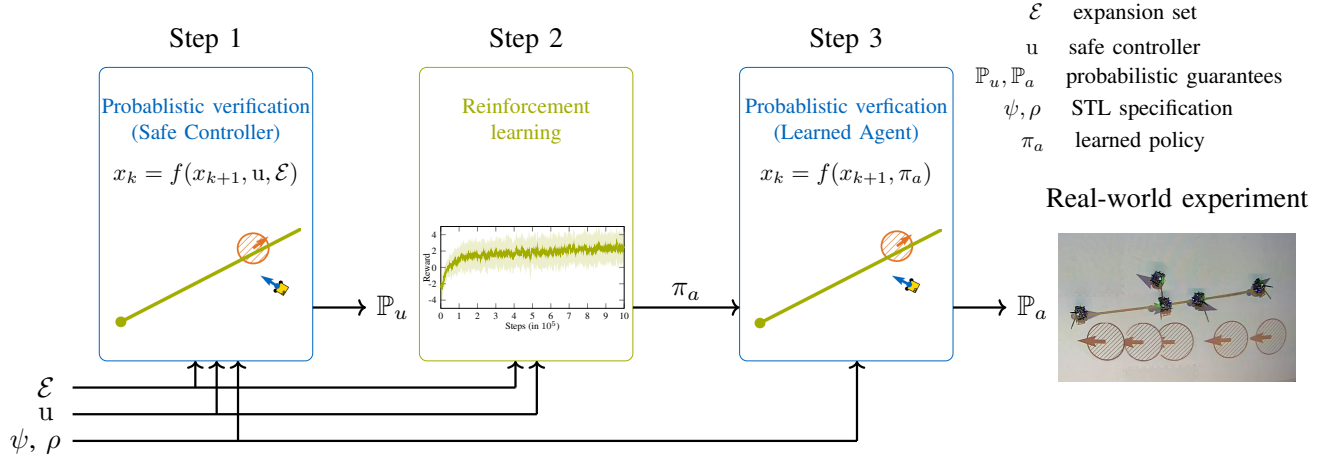 Step 1
Probablistic verification
(Safe Controller)
x_k = f(x_{k+1}, u, ℰ)
ℙ_u
Step 2
Reinforcement
learning
4
2
0
-2
-4
Reward
0 1 2 3 4 5 6 7 8 9 10
Steps (in 10⁵)
π_a
Step 3
Probablistic verfication
(Learned Agent)
x_k = f(x_{k+1}, π_a)
ℙ_a
ℰ
u
ψ, ρ
ℰ expansion set
u safe controller
ℙ_u, ℙ_a probabilistic guarantees
ψ, ρ STL specification
π_a learned policy
Real-world experiment